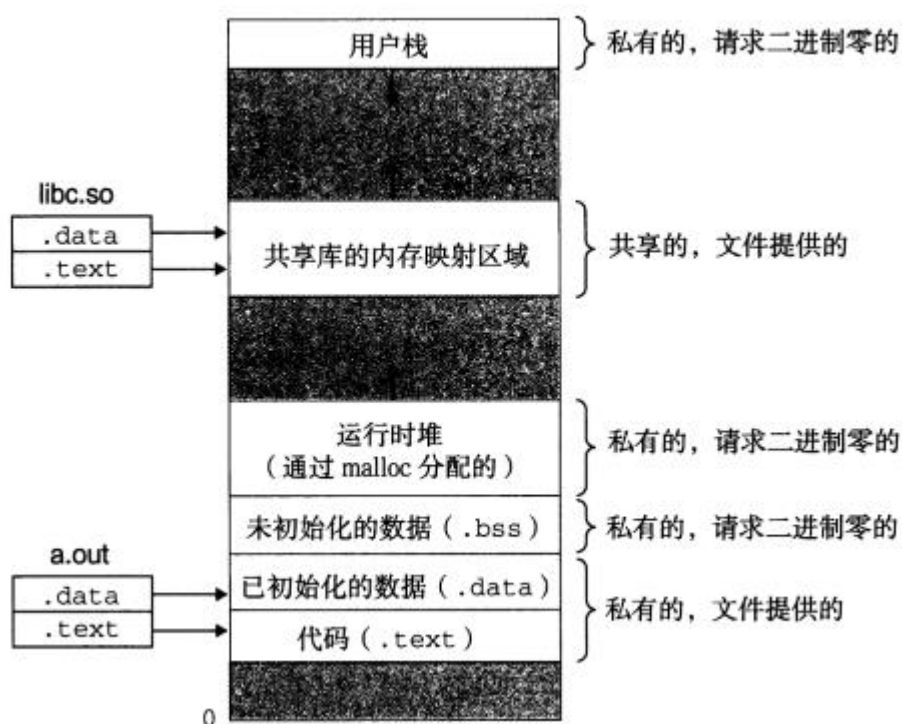 用户栈
私有的，请求二进制零的
libc.so
.data
.text
共享库的内存映射区域
共享的，文件提供的
运行时堆
（通过 malloc 分配的）
私有的，请求二进制零的
未初始化的数据（.bss）
私有的，请求二进制零的
a.out
.data
.text
已初始化的数据（.data）
代码（.text）
私有的，文件提供的
0